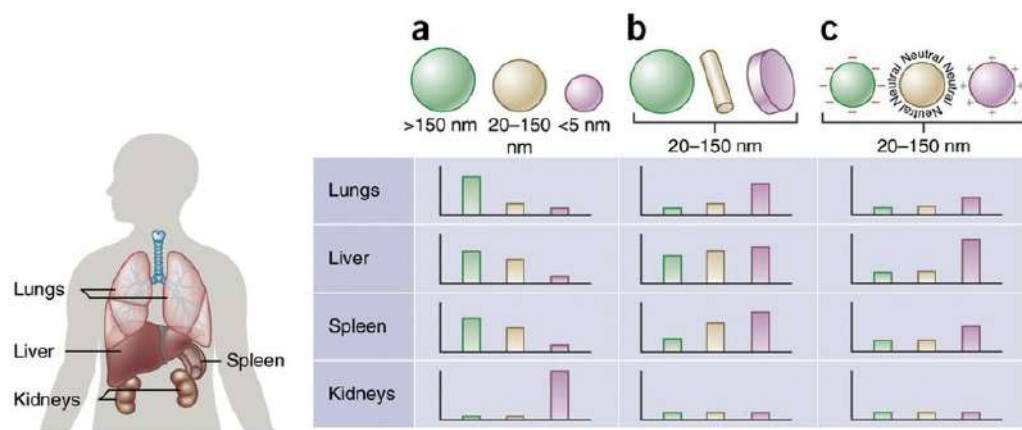 a
b
c
>150 nm
20–150
nm
<5 nm
20–150 nm
Neutral Neutral Neutral Neutral
20–150 nm
− − − − − − − −
+ + + + + + + +
Lungs
Liver
Spleen
Kidneys
Lungs
Liver
Spleen
Kidneys